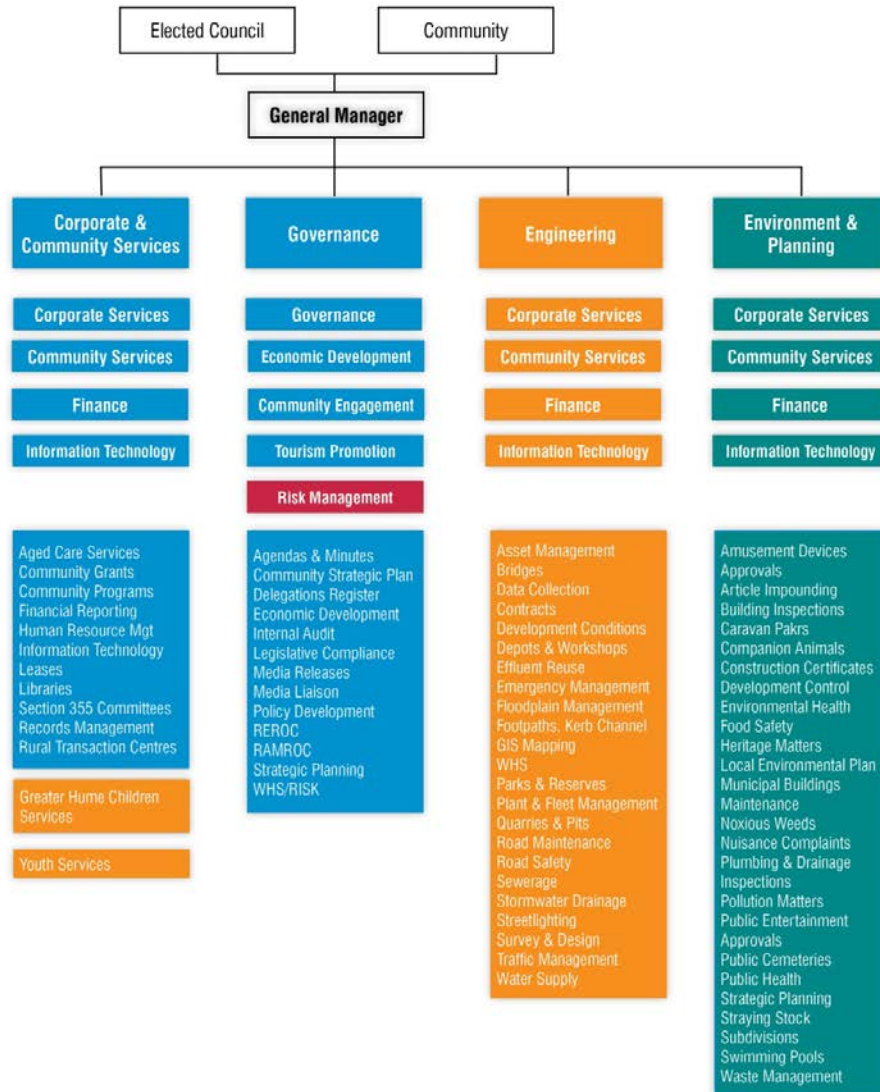 Elected Council
Community
General Manager
Corporate &
Community Services
Governance
Engineering
Environment &
Planning
Corporate Services
Community Services
Finance
Information Technology
Governance
Economic Development
Community Engagement
Tourism Promotion
Risk Management
Corporate Services
Community Services
Finance
Information Technology
Corporate Services
Community Services
Finance
Information Technology
Aged Care Services
Community Grants
Community Programs
Financial Reporting
Human Resource Mgt
Information Technology
Leases
Libraries
Section 355 Committees
Records Management
Rural Transaction Centres
Greater Hume Children
Services
Youth Services
Agendas & Minutes
Community Strategic Plan
Delegations Register
Economic Development
Internal Audit
Legislative Compliance
Media Releases
Media Liaison
Policy Development
REROC
RAMROC
Strategic Planning
WHS/RISK
Asset Management
Bridges
Data Collection
Contracts
Development Conditions
Depots & Workshops
Effluent Reuse
Emergency Management
Floodplain Management
Footpaths, Kerb Channel
GIS Mapping
WHS
Parks & Reserves
Plant & Fleet Management
Quarries & Pits
Road Maintenance
Road Safety
Sewerage
Stormwater Drainage
Streetlighting
Survey & Design
Traffic Management
Water Supply
Amusement Devices
Approvals
Article Impounding
Building Inspections
Caravan Pakrs
Companion Animals
Construction Certificates
Development Control
Environmental Health
Food Safety
Heritage Matters
Local Environmental Plan
Municipal Buildings
Maintenance
Noxious Weeds
Nuisance Complaints
Plumbing & Drainage
Inspections
Pollution Matters
Public Entertainment
Approvals
Public Cemeteries
Public Health
Strategic Planning
Straying Stock
Subdivisions
Swimming Pools
Waste Management